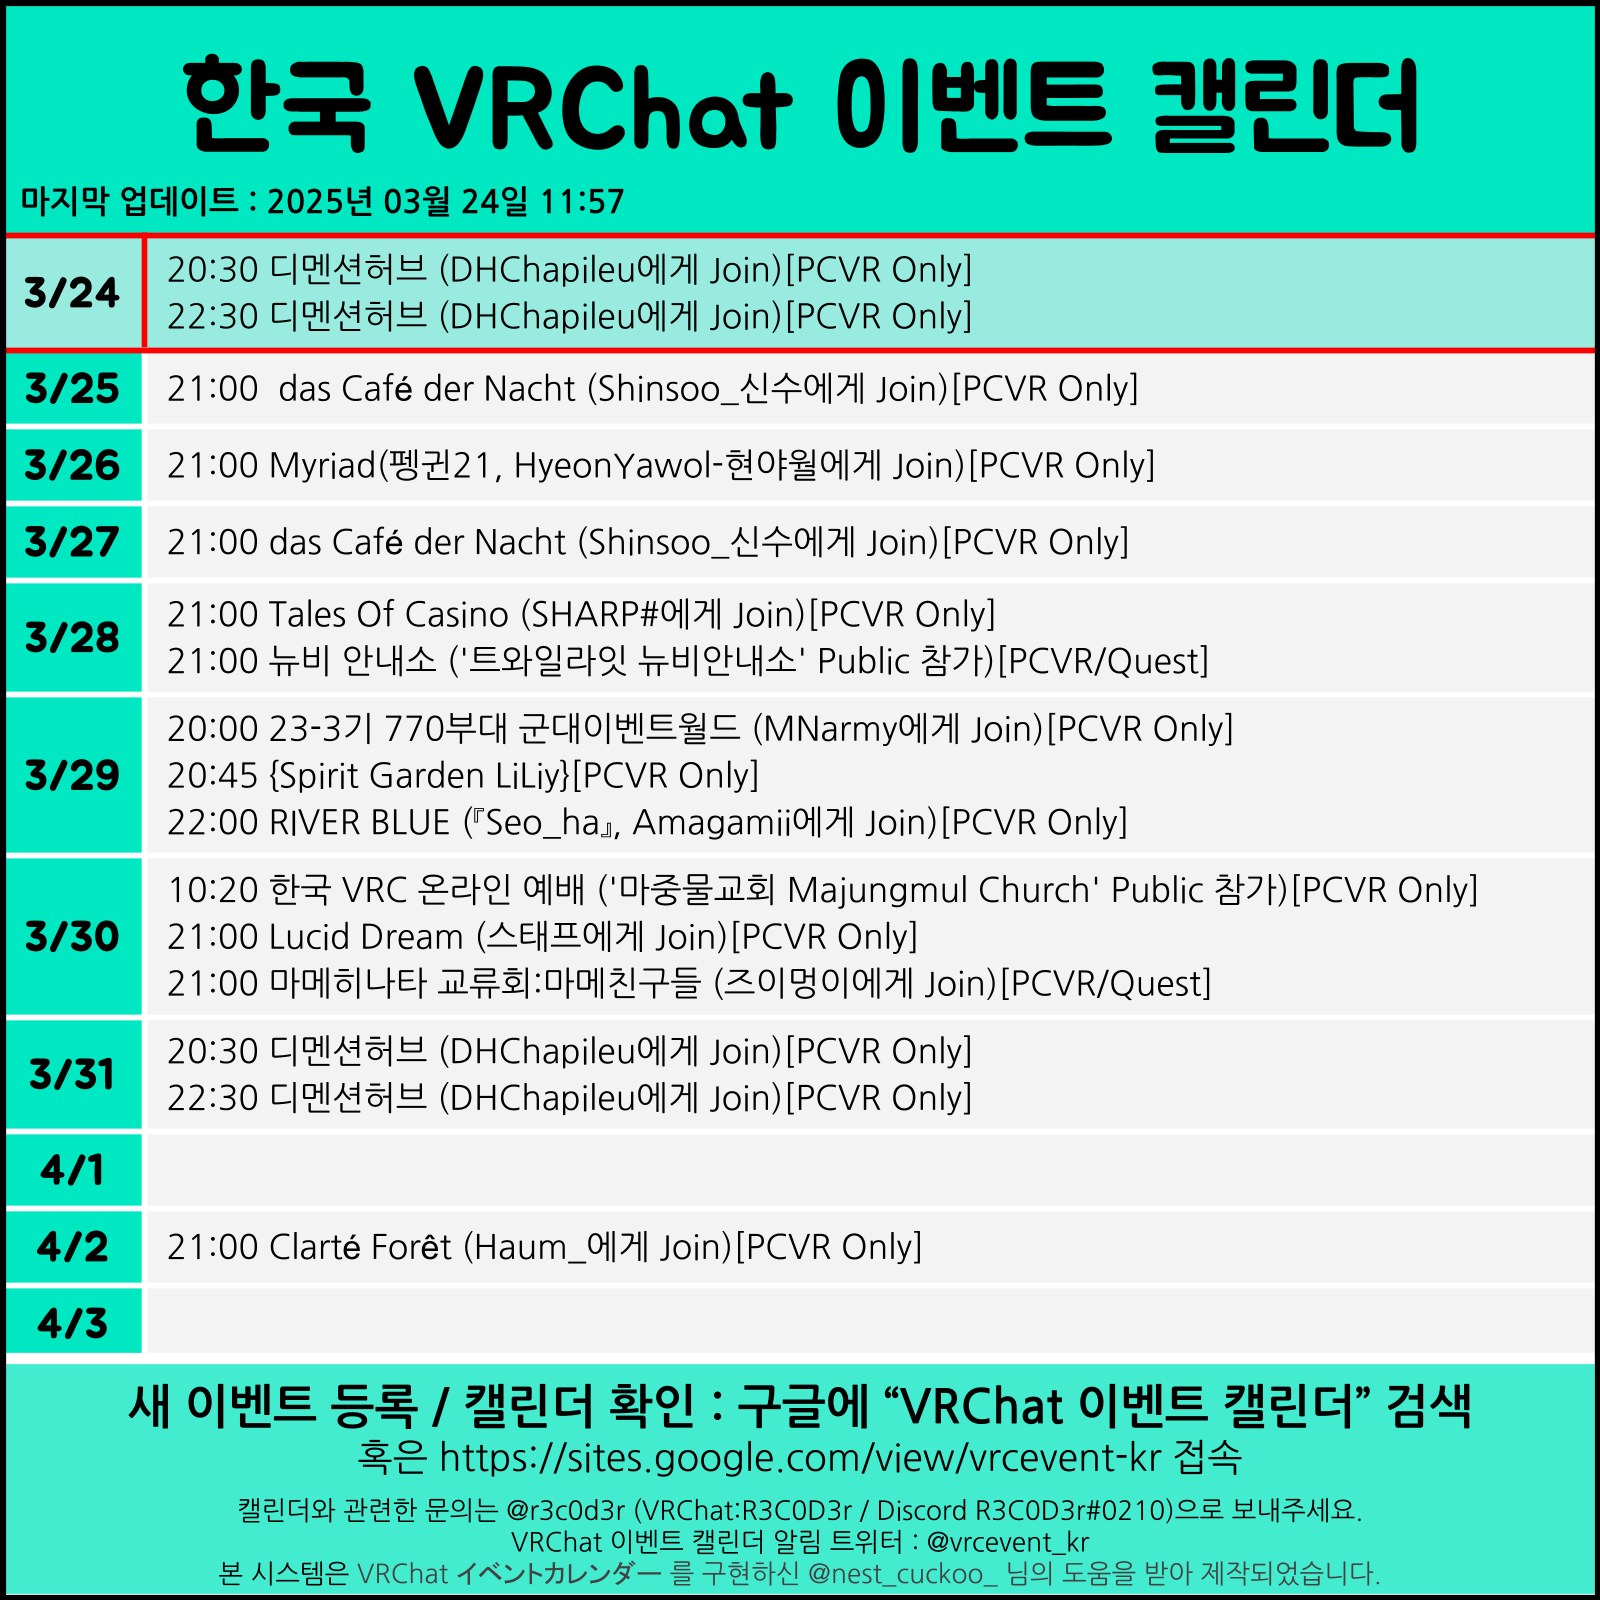 한국 VRChat 이벤트 캘린더
마지막 업데이트 : 2025년 03월 24일 11:57
3/24
20:30 디멘션허브 (DHChapileu에게 Join)[PCVR Only]
22:30 디멘션허브 (DHChapileu에게 Join)[PCVR Only]
3/25
21:00  das Café der Nacht (Shinsoo_신수에게 Join)[PCVR Only]
3/26
21:00 Myriad(펭귄21, HyeonYawol-현야월에게 Join)[PCVR Only]
3/27
21:00 das Café der Nacht (Shinsoo_신수에게 Join)[PCVR Only]
3/28
21:00 Tales Of Casino (SHARP#에게 Join)[PCVR Only]
21:00 뉴비 안내소 ('트와일라잇 뉴비안내소' Public 참가)[PCVR/Quest]
3/29
20:00 23-3기 770부대 군대이벤트월드 (MNarmy에게 Join)[PCVR Only]
20:45 {Spirit Garden LiLiy}[PCVR Only]
22:00 RIVER BLUE (『Seo_ha』, Amagamii에게 Join)[PCVR Only]
3/30
10:20 한국 VRC 온라인 예배 ('마중물교회 Majungmul Church' Public 참가)[PCVR Only]
21:00 Lucid Dream (스태프에게 Join)[PCVR Only]
21:00 마메히나타 교류회:마메친구들 (즈이멍이에게 Join)[PCVR/Quest]
3/31
20:30 디멘션허브 (DHChapileu에게 Join)[PCVR Only]
22:30 디멘션허브 (DHChapileu에게 Join)[PCVR Only]
4/1
4/2
21:00 Clarté Forêt (Haum_에게 Join)[PCVR Only]
4/3
새 이벤트 등록 / 캘린더 확인 : 구글에 “VRChat 이벤트 캘린더” 검색
혹은 https://sites.google.com/view/vrcevent-kr 접속
캘린더와 관련한 문의는 @r3c0d3r (VRChat:R3C0D3r / Discord R3C0D3r#0210)으로 보내주세요.
VRChat 이벤트 캘린더 알림 트위터 : @vrcevent_kr
본 시스템은 VRChat イベントカレンダー 를 구현하신 @nest_cuckoo_ 님의 도움을 받아 제작되었습니다.